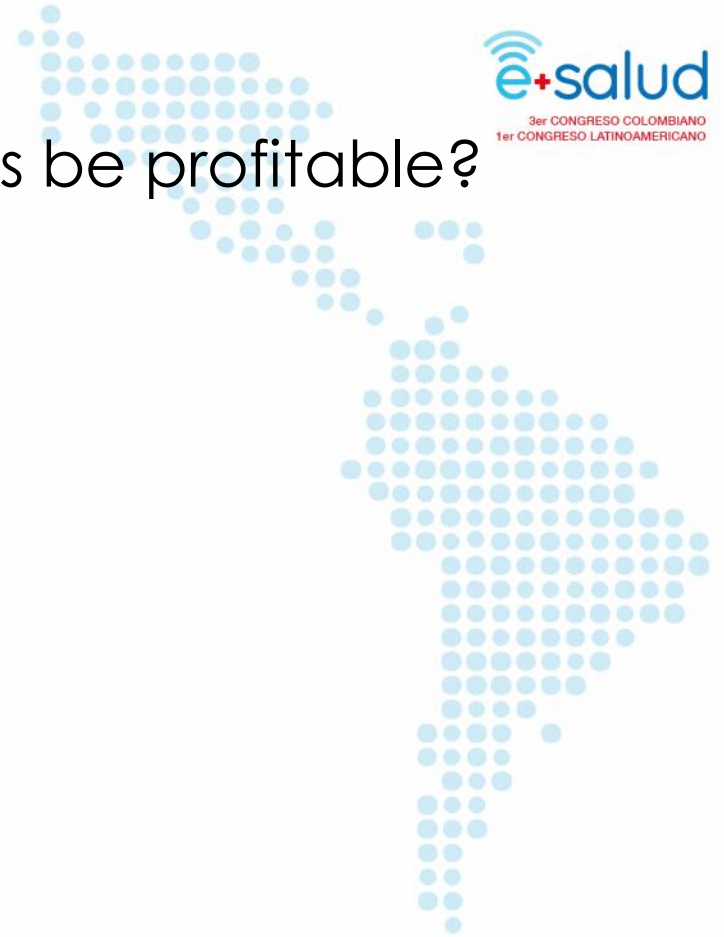 e+salud
3er CONGRESO COLOMBIANO
1er CONGRESO LATINOAMERICANO
s be profitable?